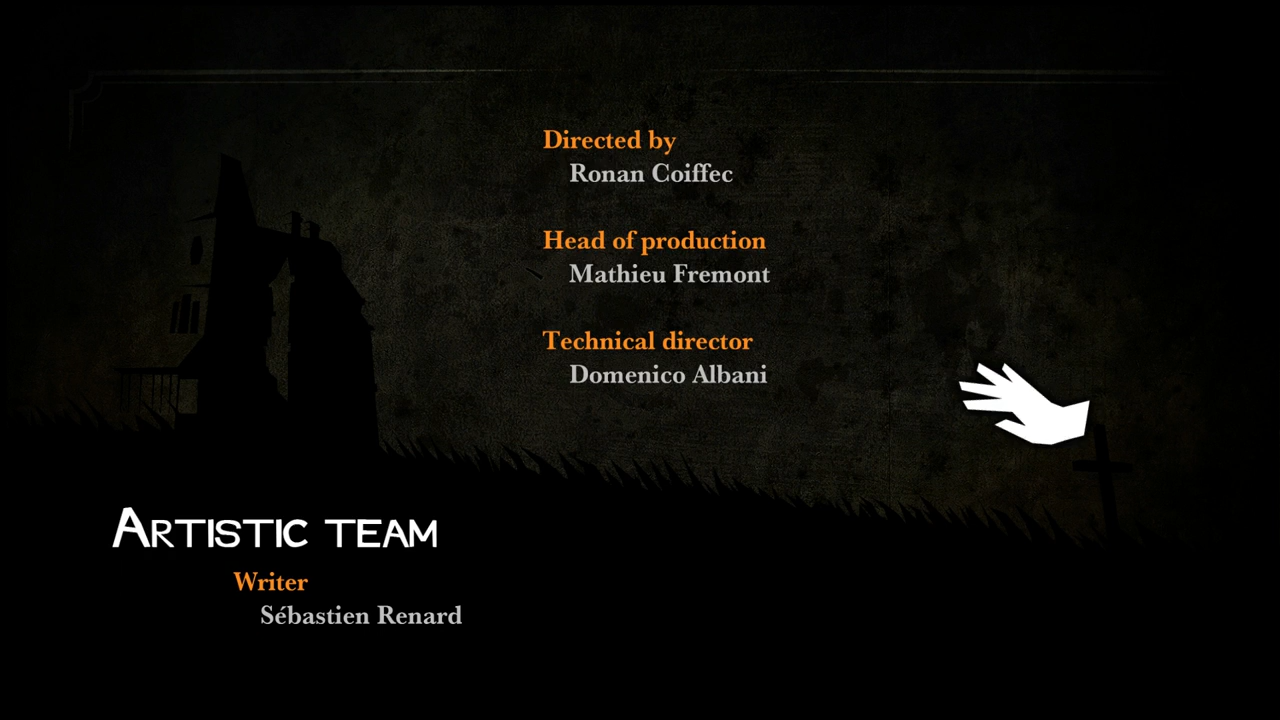 Directed by
Ronan Coiffec
Head of production
Mathieu Fremont
Technical director
Domenico Albani
Artistic team
Writer
Sébastien Renard